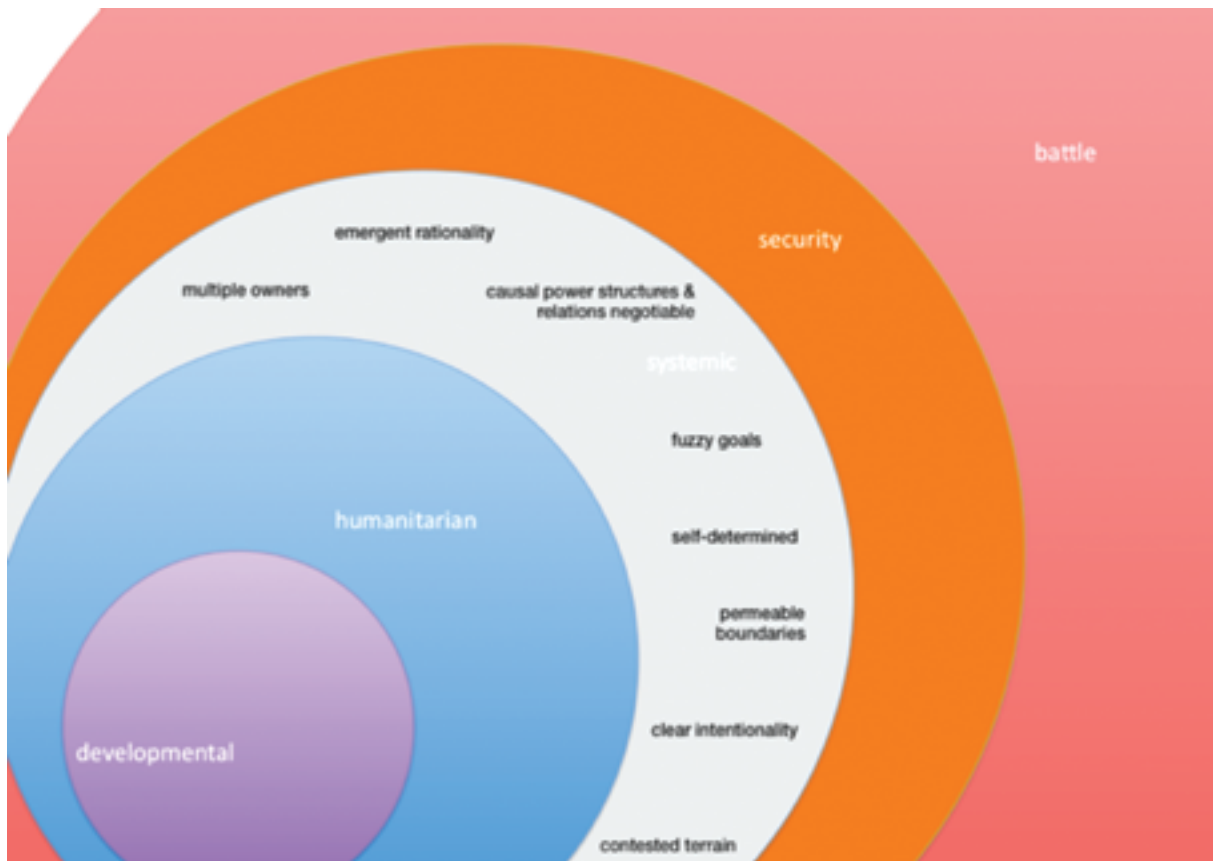 battle
emergent rationality
security
multiple owners
causal power structures &
relations negotiable
systemic
fuzzy goals
humanitarian
self-determined
permeable
boundaries
clear intentionality
developmental
contested terrain